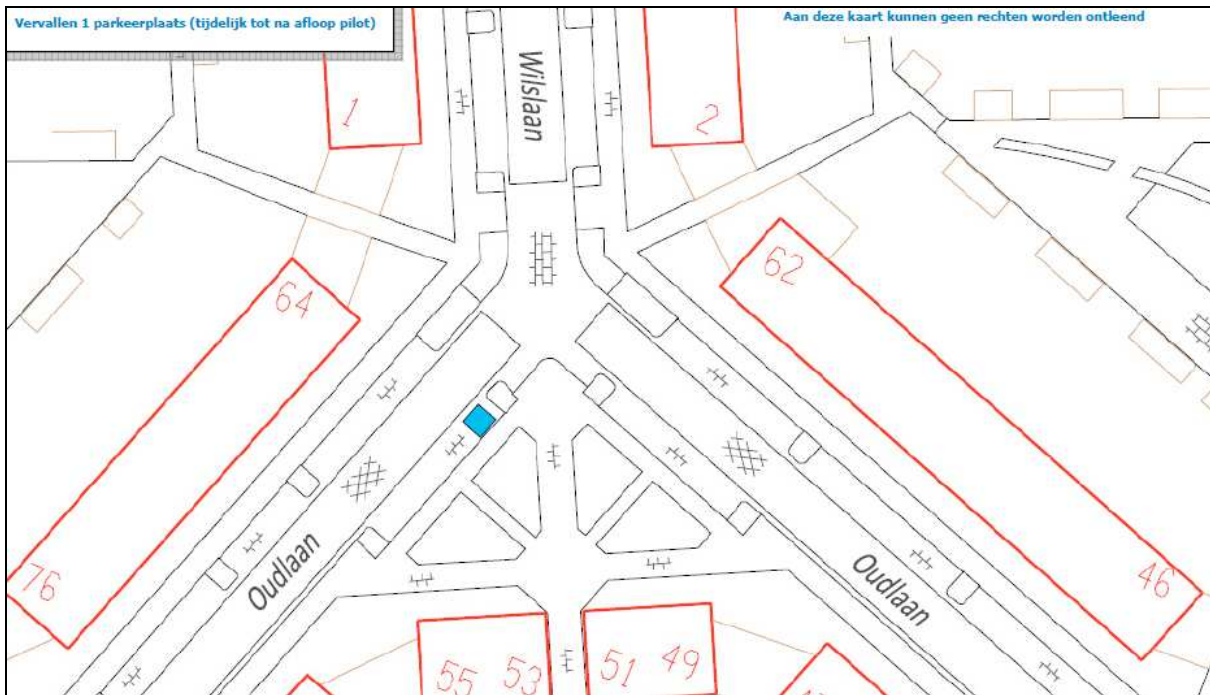 Vervallen 1 parkeerplaats (tijdelijk tot na afloop pilot)
Aan deze kaart kunnen geen rechten worden ontleend
Wilslaan
1
2
64
62
76
Oudlaan
Oudlaan
46
55
53
51
49